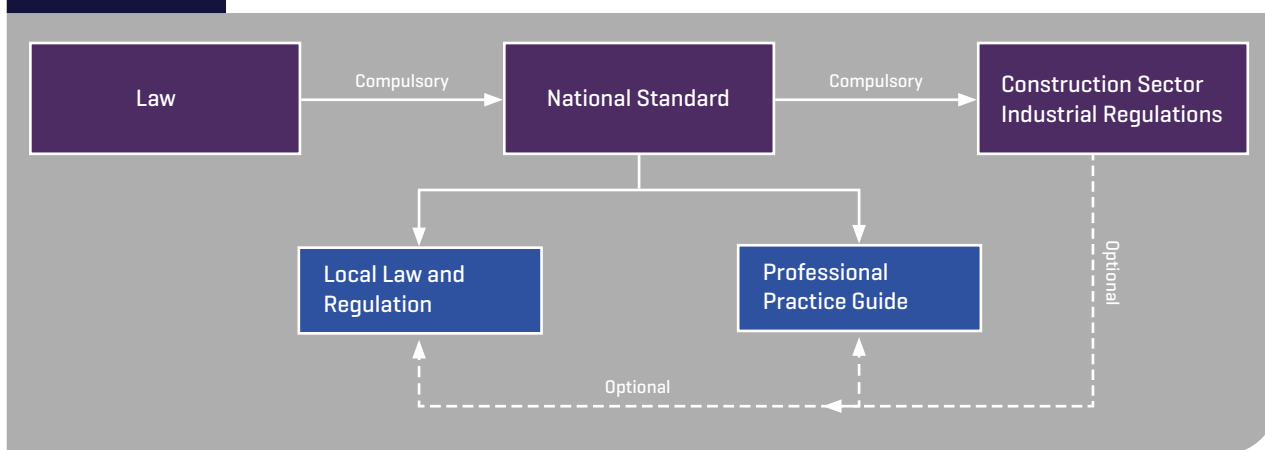 Law
Compulsory
National Standard
Compulsory
Construction Sector
Industrial Regulations
Local Law and
Regulation
Professional
Practice Guide
Optional
Optional